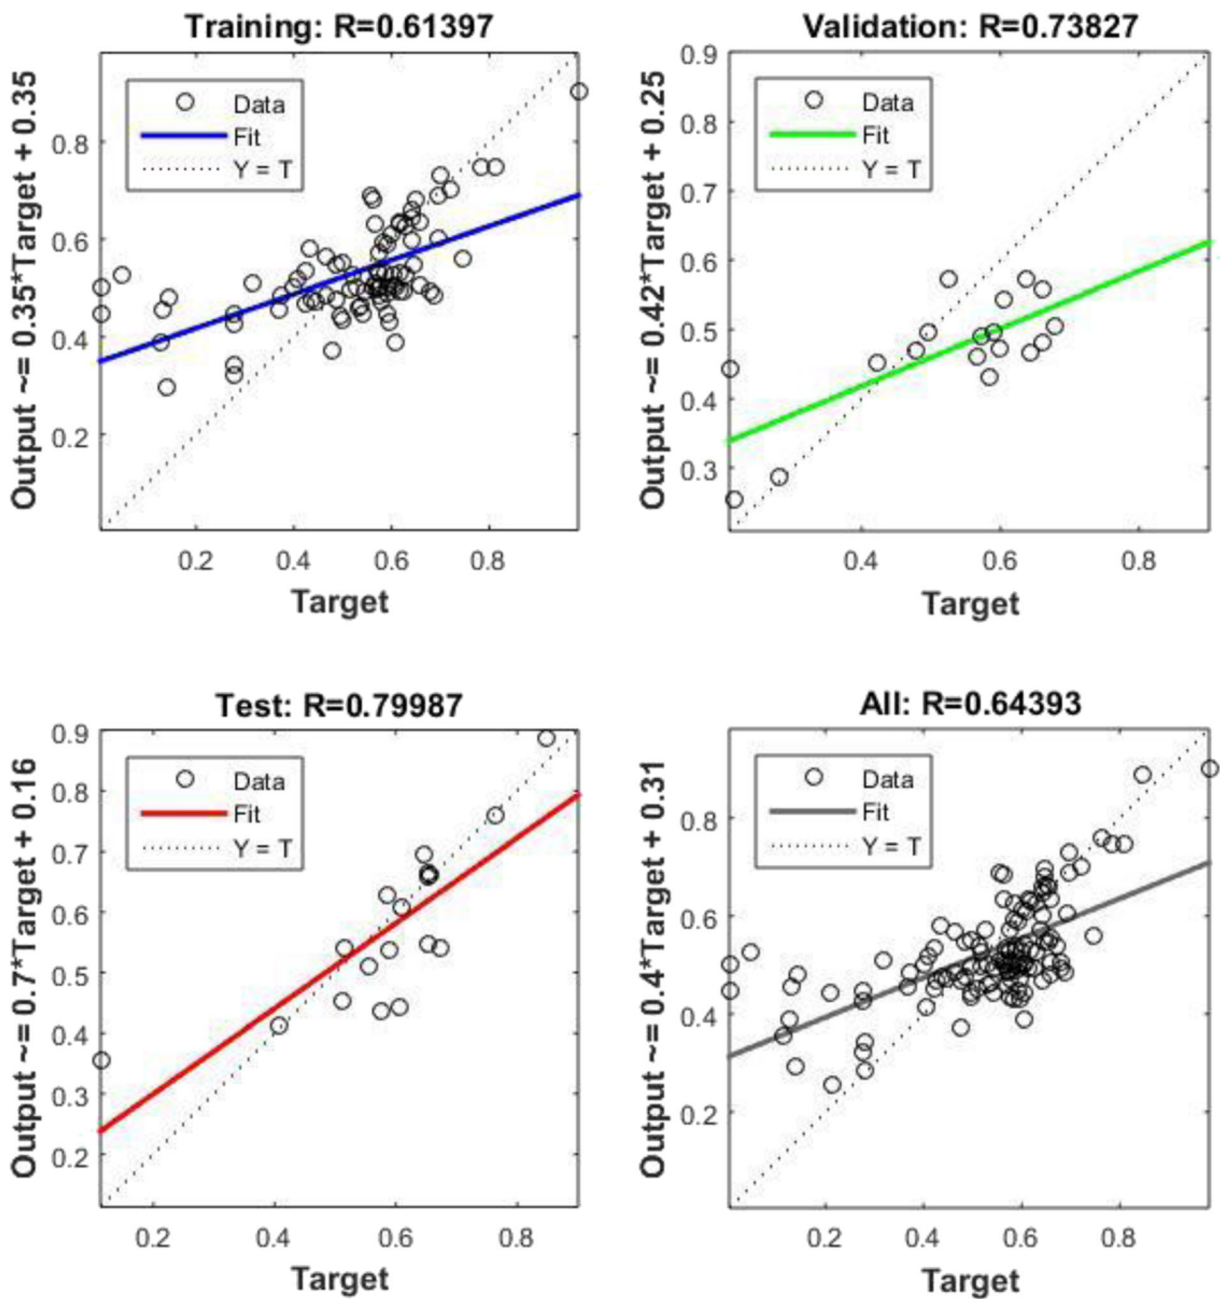 Training: R=0.61397
Output ~= 0.35*Target + 0.35
Data
Fit
Y = T
0.8
0.6
0.4
0.2
0.2 0.4 0.6 0.8
Target
Validation: R=0.73827
Output ~= 0.42*Target + 0.25
Data
Fit
Y = T
0.9
0.8
0.7
0.6
0.5
0.4
0.3
0.4 0.6 0.8
Target
Test: R=0.79987
Output ~= 0.7*Target + 0.16
Data
Fit
Y = T
0.9
0.8
0.7
0.6
0.5
0.4
0.3
0.2
0.2 0.4 0.6 0.8
Target
All: R=0.64393
Output ~= 0.4*Target + 0.31
Data
Fit
Y = T
0.8
0.6
0.4
0.2
0.2 0.4 0.6 0.8
Target